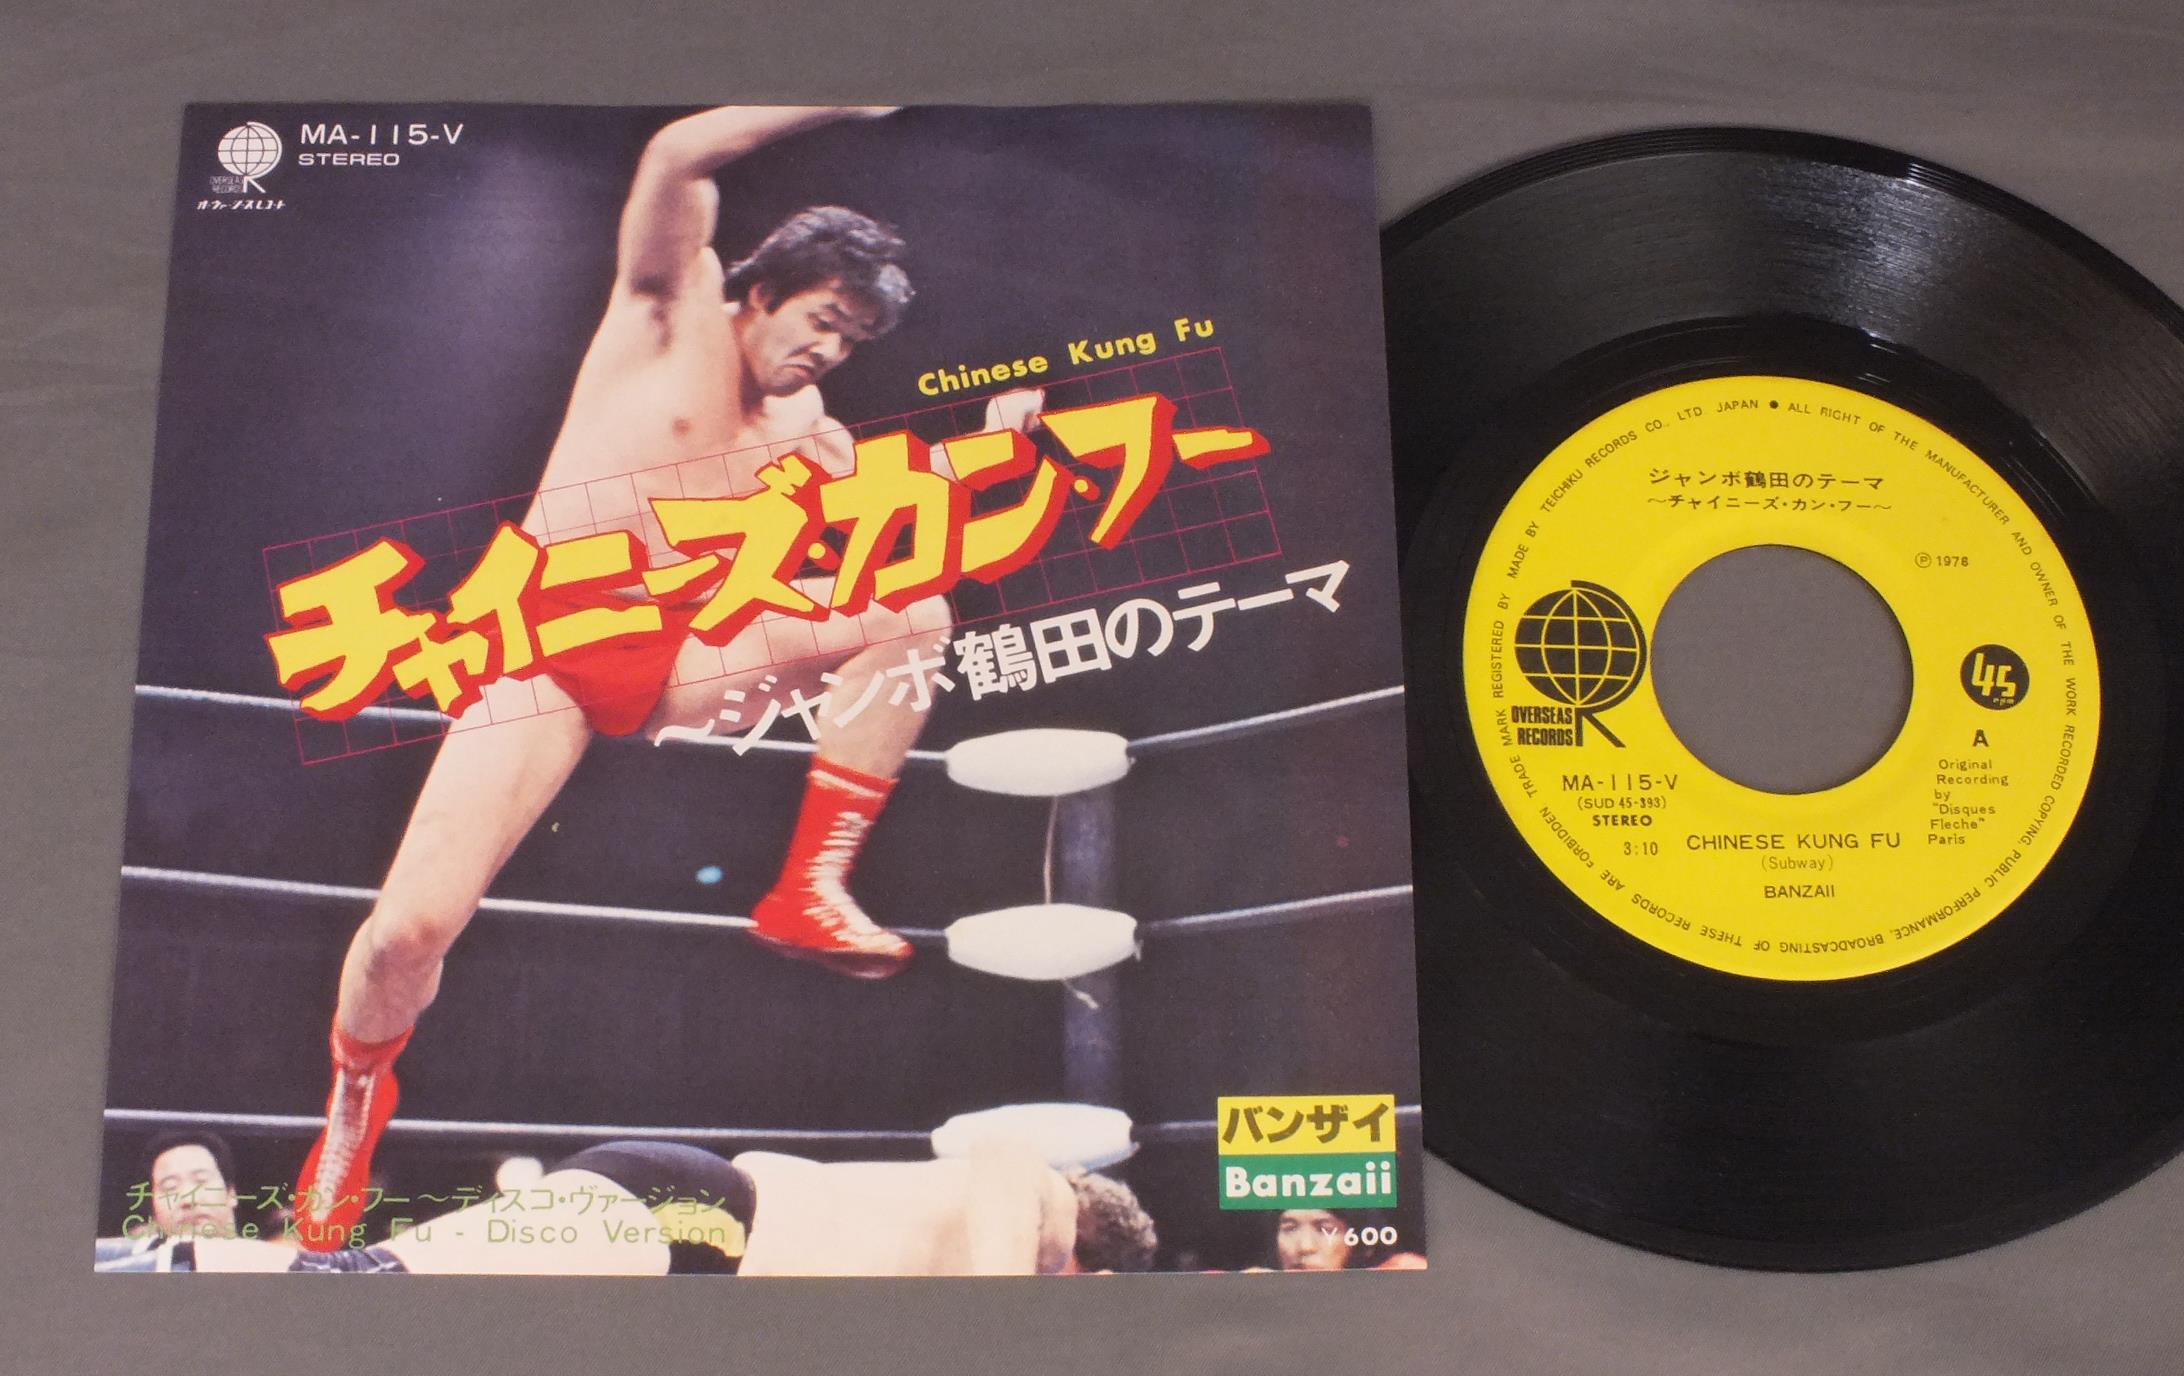 MA-115-V
STEREO
OVERSEAS
RECORDS
オーヴァーシーズレコード
Chinese Kung Fu
チャイニーズ・カン・フー
〜ジャンボ鶴田のテーマ
バンザイ
Banzaii
¥600
チャイニーズ・カン・フー〜ディスコ・ヴァージョン
Chinese Kung Fu - Disco Version
MADE BY TEICHIKU RECORDS CO., LTD. JAPAN ● ALL RIGHT OF THE MANUFACTURER AND OWNER OF THE WORK RECORDED COPYING, PUBLIC PERFORMANCE, BROADCASTING OF THESE RECORDS ARE FORBIDDEN TRADE MARK REGISTERED BY
ジャンボ鶴田のテーマ
〜チャイニーズ・カン・フー〜
Ⓟ1978
OVERSEAS
RECORDS
45
rpm
A
MA-115-V
(SUD 45-393)
STEREO
3:10
Original
Recording
by
"Disques
Fleche"
Paris
CHINESE KUNG FU
(Subway)
BANZAII